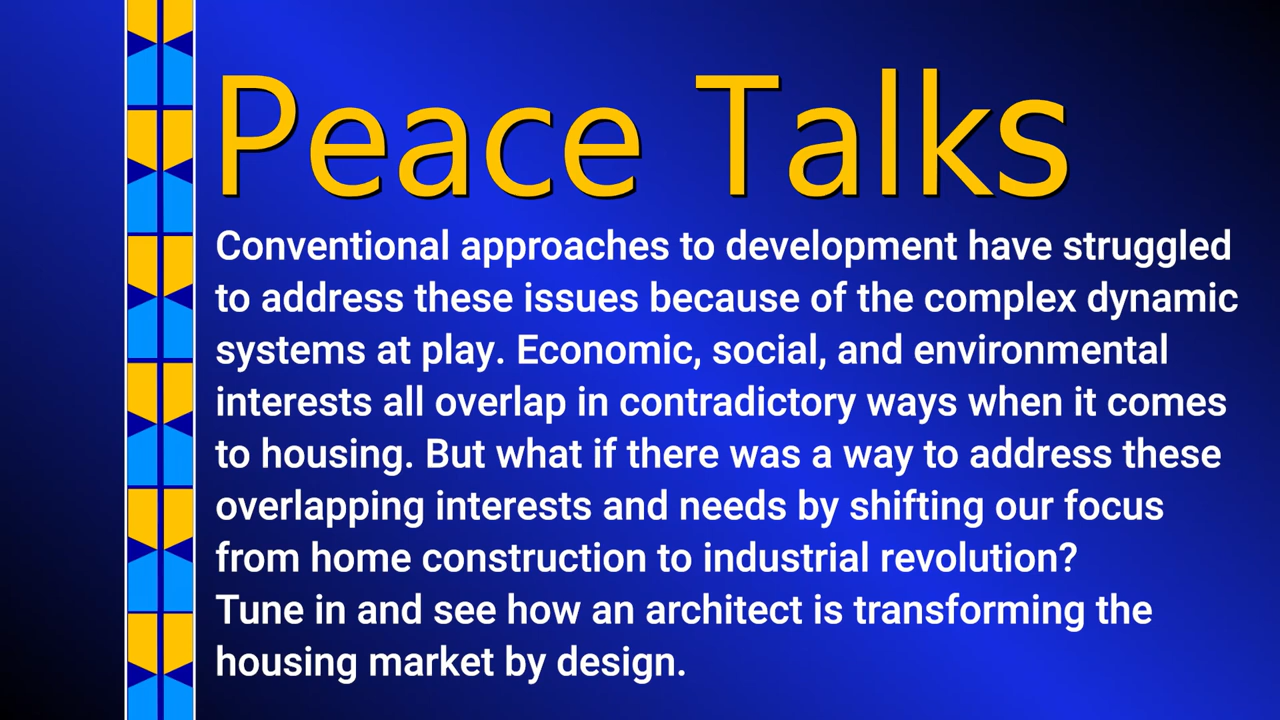 Peace Talks
Conventional approaches to development have struggled
to address these issues because of the complex dynamic
systems at play. Economic, social, and environmental
interests all overlap in contradictory ways when it comes
to housing. But what if there was a way to address these
overlapping interests and needs by shifting our focus
from home construction to industrial revolution?
Tune in and see how an architect is transforming the
housing market by design.